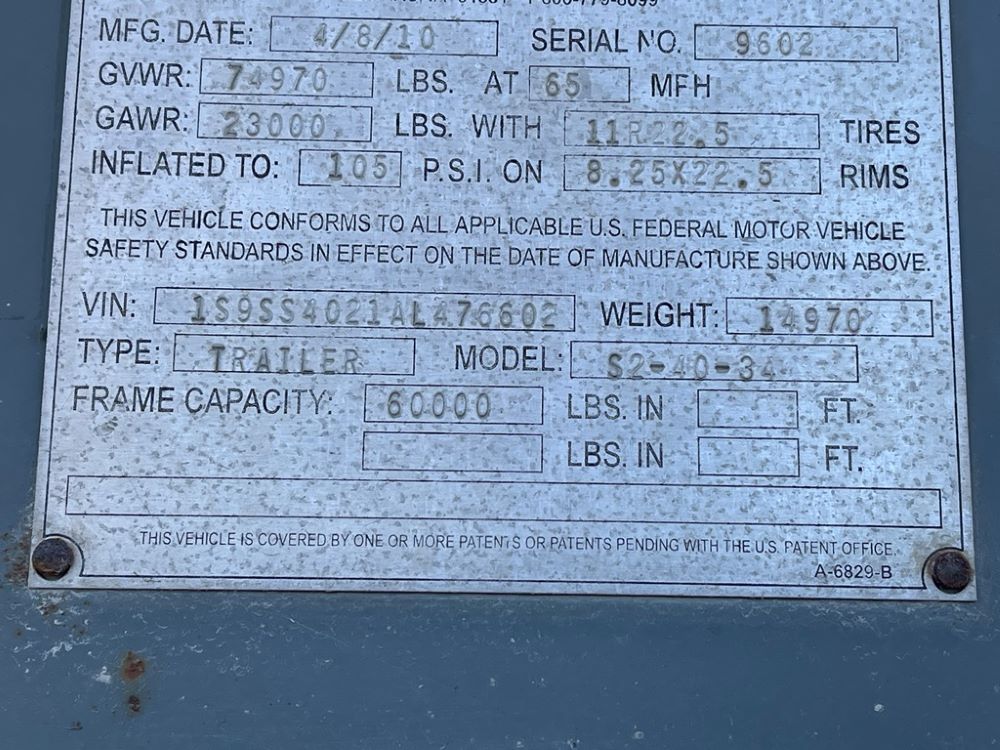 MFG. DATE: 4/8/10 SERIAL NO. 9602
GVWR: 74970 LBS. AT 65 MPH
GAWR: 23000 LBS. WITH 11R22.5 TIRES
INFLATED TO: 105 P.S.I. ON 8.25X22.5 RIMS
THIS VEHICLE CONFORMS TO ALL APPLICABLE U.S. FEDERAL MOTOR VEHICLE
SAFETY STANDARDS IN EFFECT ON THE DATE OF MANUFACTURE SHOWN ABOVE.
VIN: 1S9SS4021AL476602 WEIGHT: 14970
TYPE: TRAILER MODEL: S2-40-34
FRAME CAPACITY: 60000 LBS. IN FT.
LBS. IN FT.
THIS VEHICLE IS COVERED BY ONE OR MORE PATENTS OR PATENTS PENDING WITH THE U.S. PATENT OFFICE.
A-6829-B